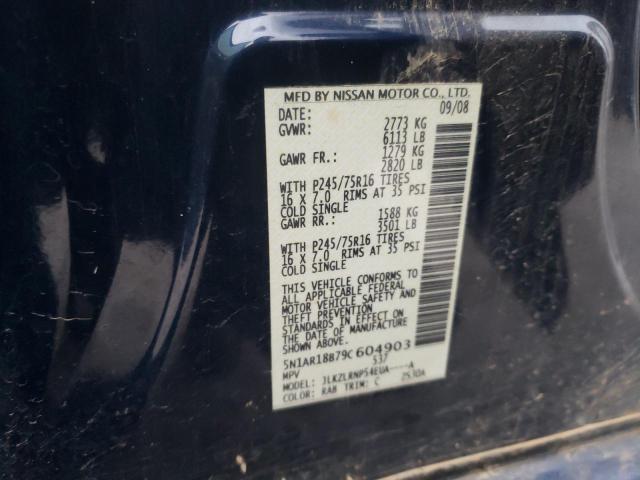 MFD BY NISSAN MOTOR CO., LTD.
DATE: 09/08
GVWR: 2773 KG
6113 LB
GAWR FR.: 1279 KG
2820 LB
WITH P245/75R16 TIRES
16 X 7.0 RIMS AT 35 PSI
COLD SINGLE
GAWR RR.: 1588 KG
3501 LB
WITH P245/75R16 TIRES
16 X 7.0 RIMS AT 35 PSI
COLD SINGLE
THIS VEHICLE CONFORMS TO
ALL APPLICABLE FEDERAL
MOTOR VEHICLE SAFETY AND
THEFT PREVENTION
STANDARDS IN EFFECT ON
THE DATE OF MANUFACTURE
SHOWN ABOVE.
5N1AR18B79C604903
MPV 537
MODEL: JLKZLRNP54EUA----A
COLOR: RAB TRIM: C 2530A